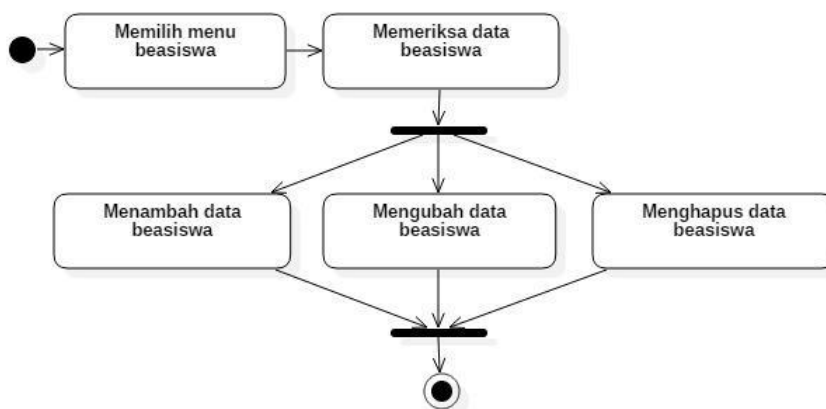 Memilih menu
beasiswa
Memeriksa data
beasiswa
Menambah data
beasiswa
Mengubah data
beasiswa
Menghapus data
beasiswa